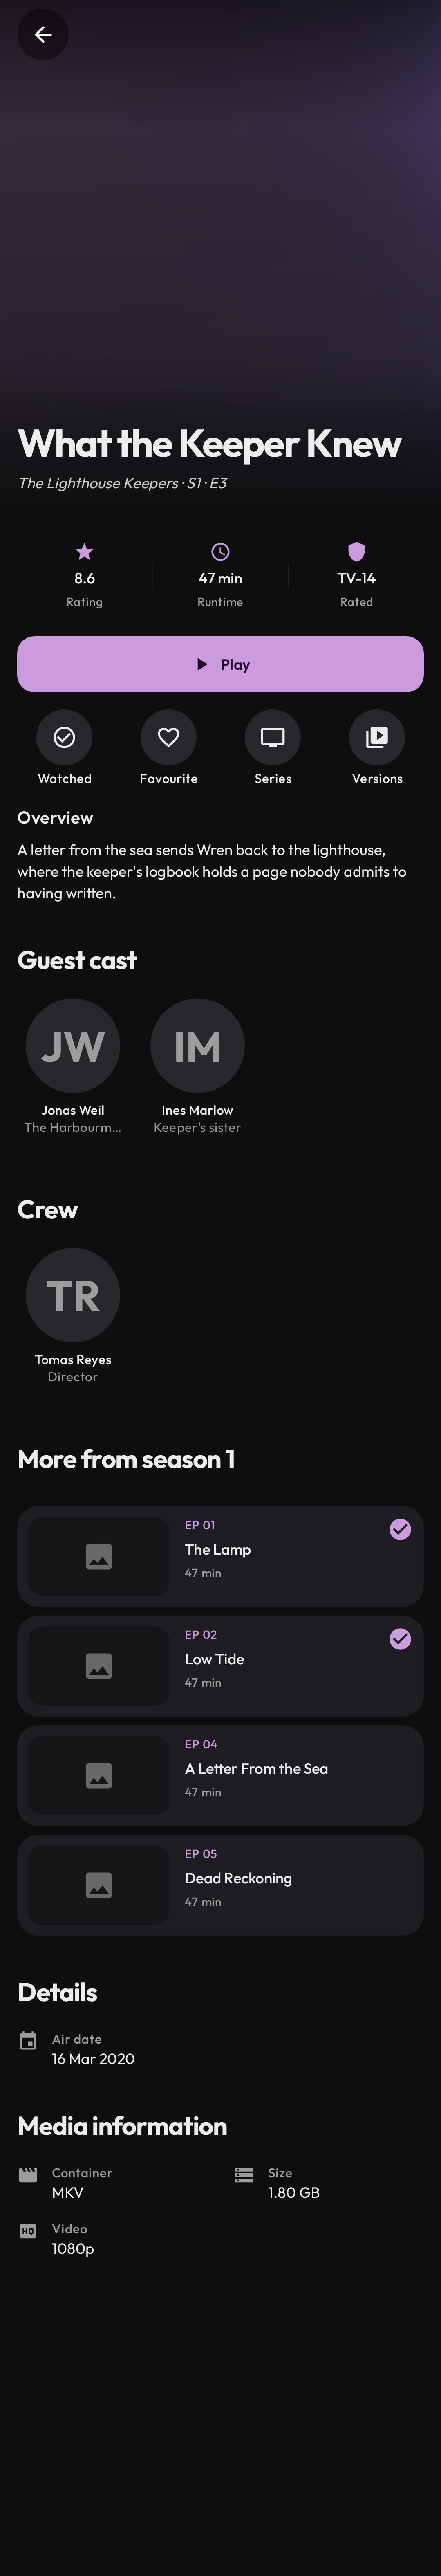 What the Keeper Knew
The Lighthouse Keepers · S1 · E3
8.6
47 min
TV-14
Rating
Runtime
Rated
Play
Watched
Favourite
Series
Versions
Overview
A letter from the sea sends Wren back to the lighthouse,
where the keeper's logbook holds a page nobody admits to
having written.
Guest cast
JW
IM
Jonas Weil
Ines Marlow
The Harbourm...
Keeper's sister
Crew
TR
Tomas Reyes
Director
More from season 1
EP 01
The Lamp
47 min
EP 02
Low Tide
47 min
EP 04
A Letter From the Sea
47 min
EP 05
Dead Reckoning
47 min
Details
Air date
16 Mar 2020
Media information
Container
MKV
Size
1.80 GB
HQ
Video
1080p